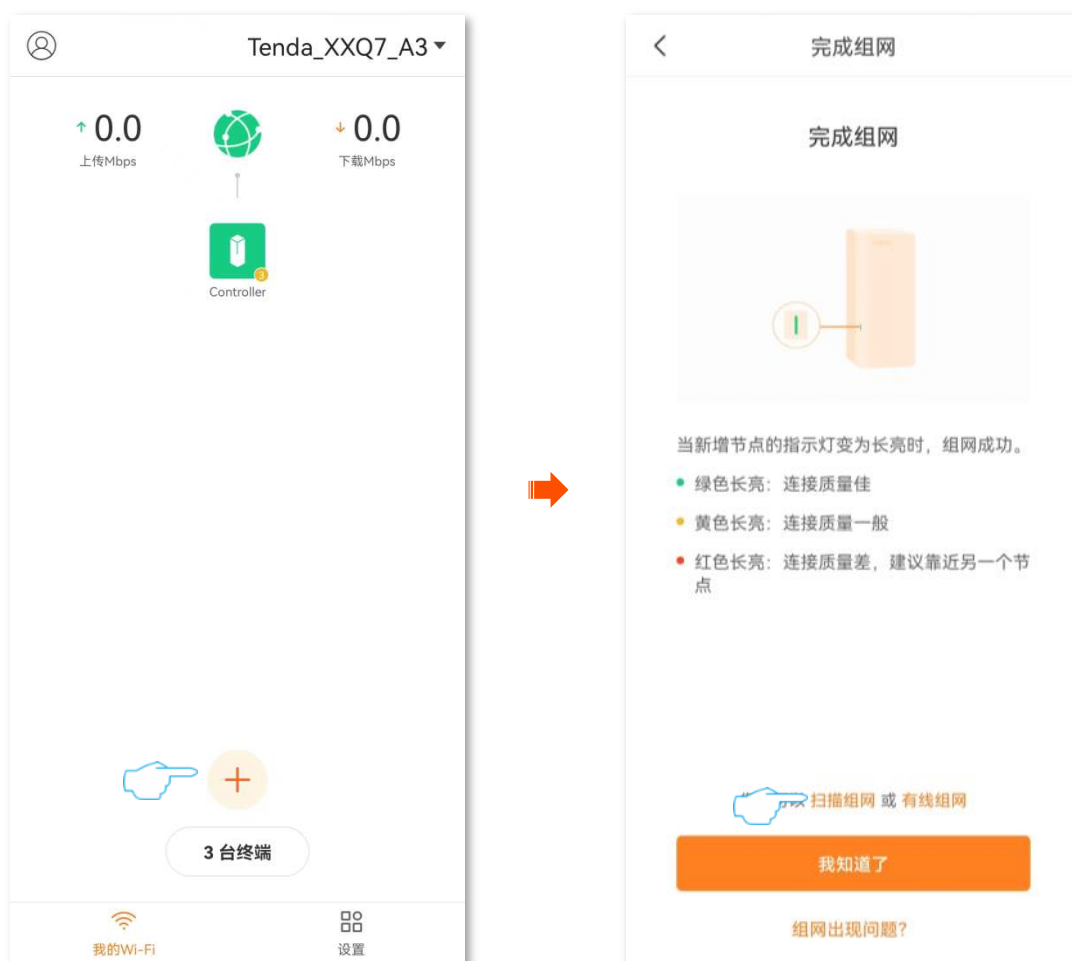 Tenda_XXQ7_A3
↑ 0.0
上传Mbps
↓ 0.0
下载Mbps
3
Controller
3 台终端
我的Wi-Fi
设置
完成组网
完成组网
当新增节点的指示灯变为长亮时，组网成功。
绿色长亮：连接质量佳
黄色长亮：连接质量一般
红色长亮：连接质量差，建议靠近另一个节
点
扫描组网 或 有线组网
我知道了
组网出现问题?